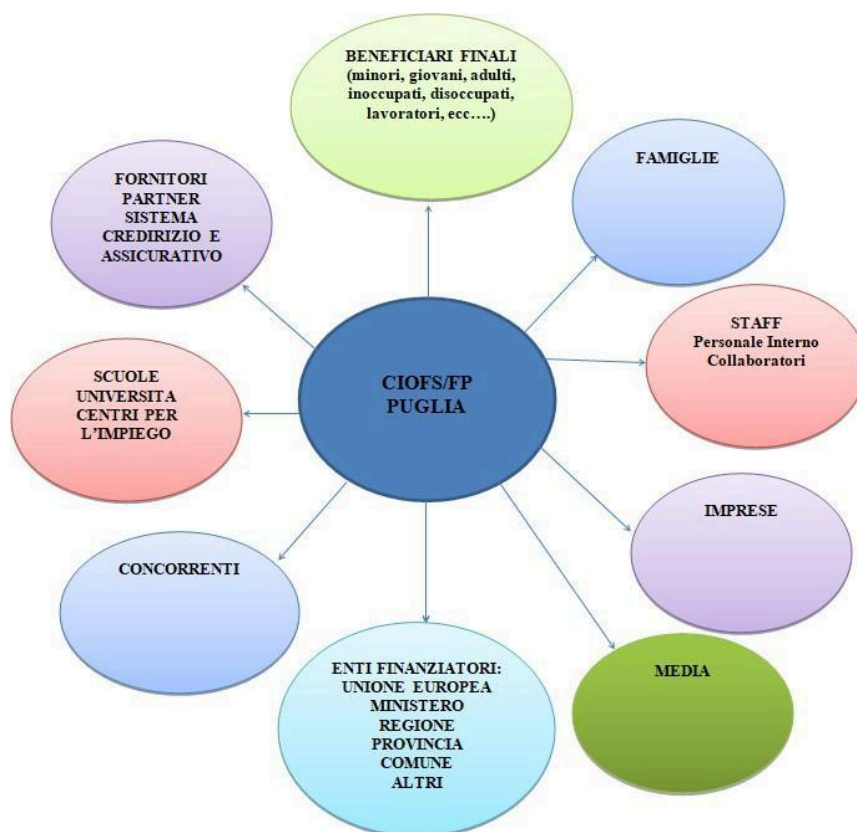 BENEFICIARI FINALI
(minori, giovani, adulti,
inoccupati, disoccupati,
lavoratori, ecc….)
FAMIGLIE
FORNITORI
PARTNER
SISTEMA
CREDIRIZIO E
ASSICURATIVO
STAFF
Personale Interno
Collaboratori
CIOFS/FP
PUGLIA
SCUOLE
UNIVERSITA
CENTRI PER
L’IMPIEGO
IMPRESE
CONCORRENTI
ENTI FINANZIATORI:
UNIONE EUROPEA
MINISTERO
REGIONE
PROVINCIA
COMUNE
ALTRI
MEDIA